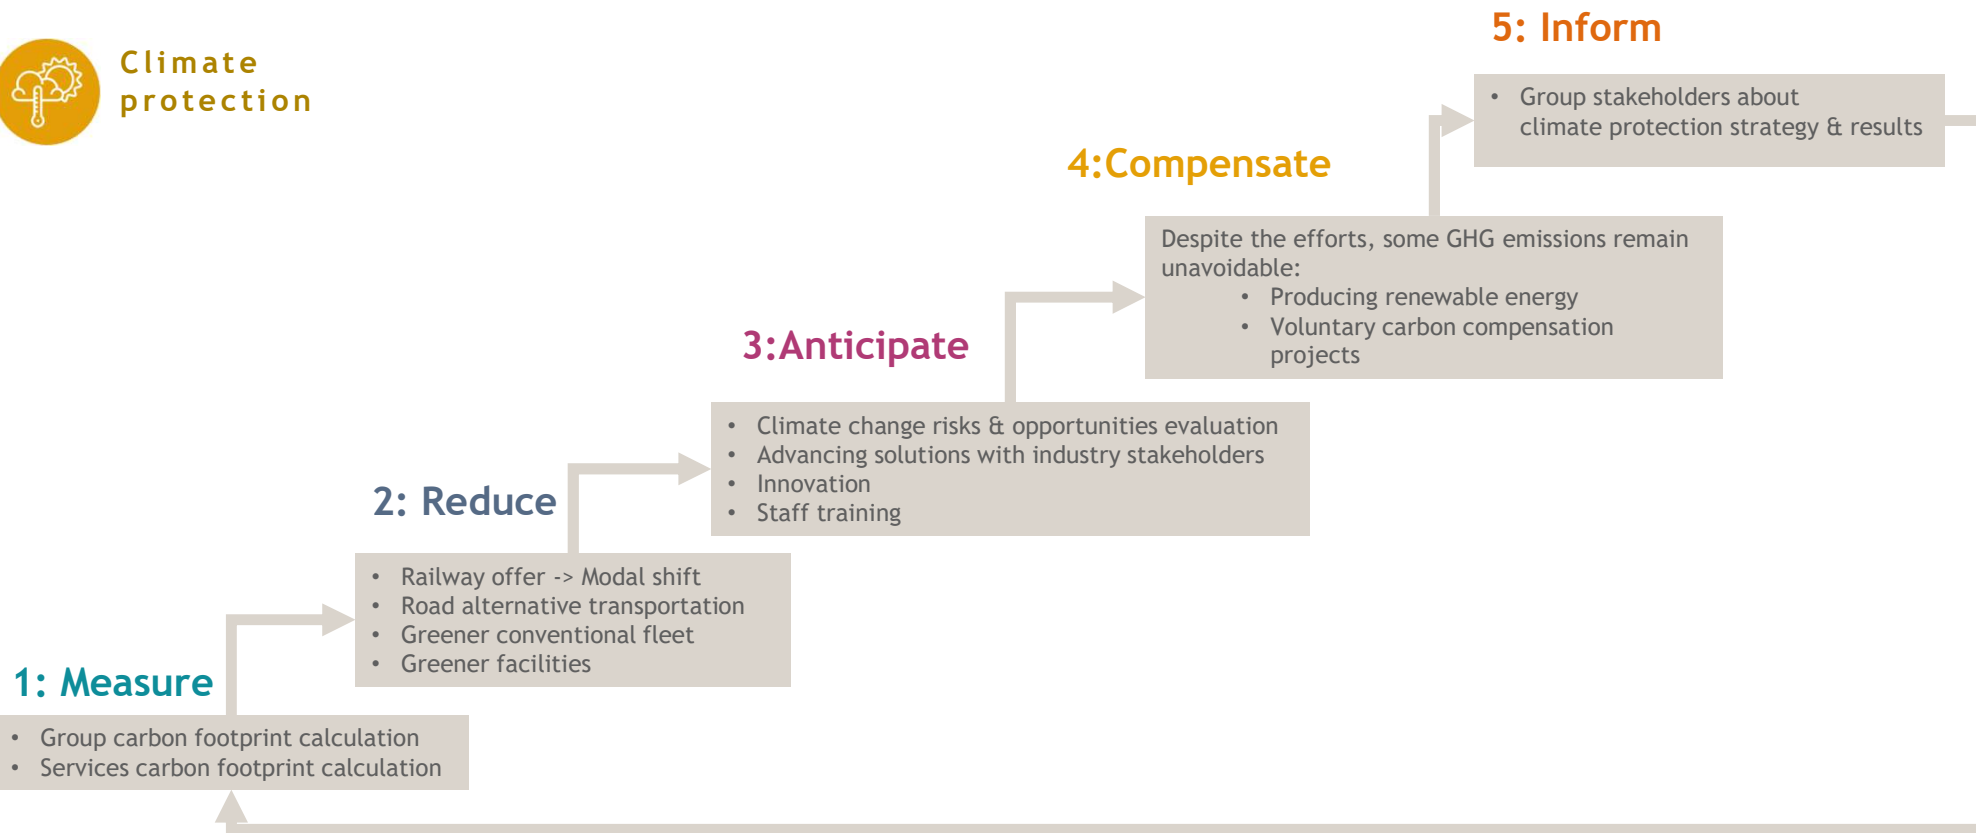 Climate
protection
5: Inform
• Group stakeholders about
climate protection strategy & results
4:Compensate
Despite the efforts, some GHG emissions remain
unavoidable:
• Producing renewable energy
• Voluntary carbon compensation
projects
3:Anticipate
• Climate change risks & opportunities evaluation
• Advancing solutions with industry stakeholders
• Innovation
• Staff training
2: Reduce
• Railway offer -> Modal shift
• Road alternative transportation
• Greener conventional fleet
• Greener facilities
1: Measure
• Group carbon footprint calculation
• Services carbon footprint calculation